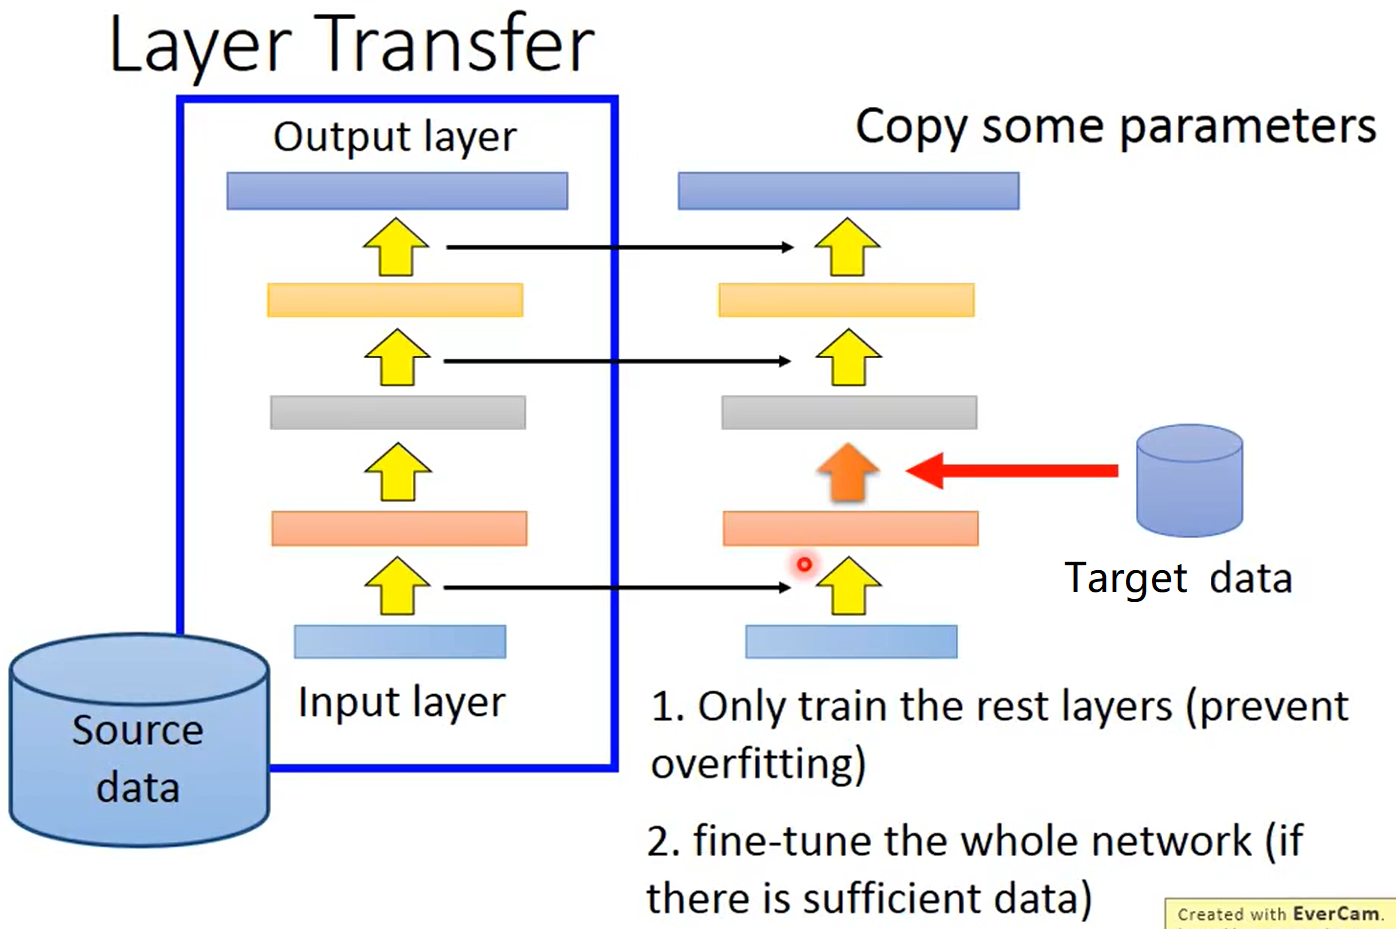 Layer Transfer
Output layer
Copy some parameters
Target data
Input layer
Source
data
1. Only train the rest layers (prevent
overfitting)
2. fine-tune the whole network (if
there is sufficient data)
Created with EverCam.